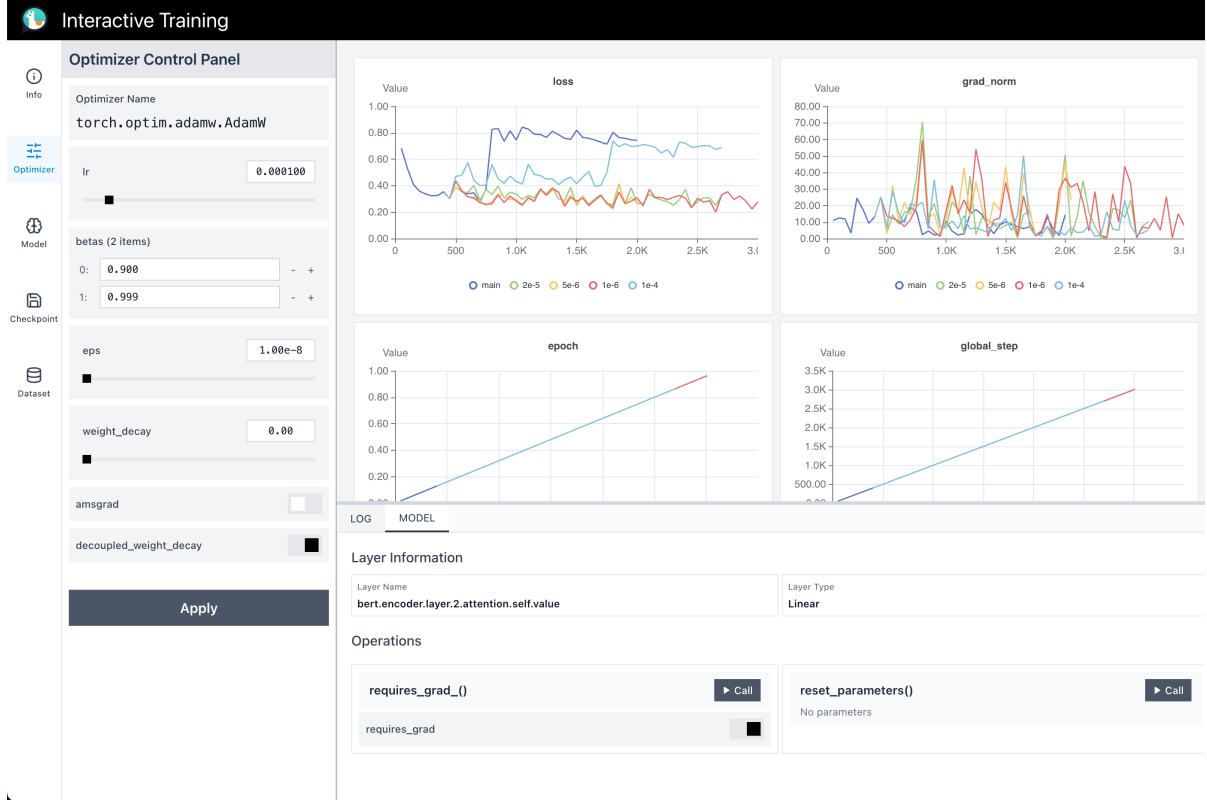 Interactive Training
Info
Optimizer
Model
Checkpoint
Dataset
Optimizer Control Panel
Optimizer Name
torch.optim.adamw.AdamW
lr
0.000100
betas (2 items)
0:
0.900
- +
1:
0.999
- +
eps
1.00e-8
weight_decay
0.00
amsgrad
decoupled_weight_decay
Apply
loss
Value
1.00
0.80
0.60
0.40
0.20
0.00
0 500 1.0K 1.5K 2.0K 2.5K 3.0
main 2e-5 5e-6 1e-6 1e-4
grad_norm
Value
80.00
70.00
60.00
50.00
40.00
30.00
20.00
10.00
0.00
0 500 1.0K 1.5K 2.0K 2.5K 3.0
main 2e-5 5e-6 1e-6 1e-4
epoch
Value
1.00
0.80
0.60
0.40
0.20
0.00
global_step
Value
3.5K
3.0K
2.5K
2.0K
1.5K
1.0K
500.00
0.00
LOG MODEL
Layer Information
Layer Name
bert.encoder.layer.2.attention.self.value
Layer Type
Linear
Operations
requires_grad_()
Call
requires_grad
reset_parameters()
Call
No parameters